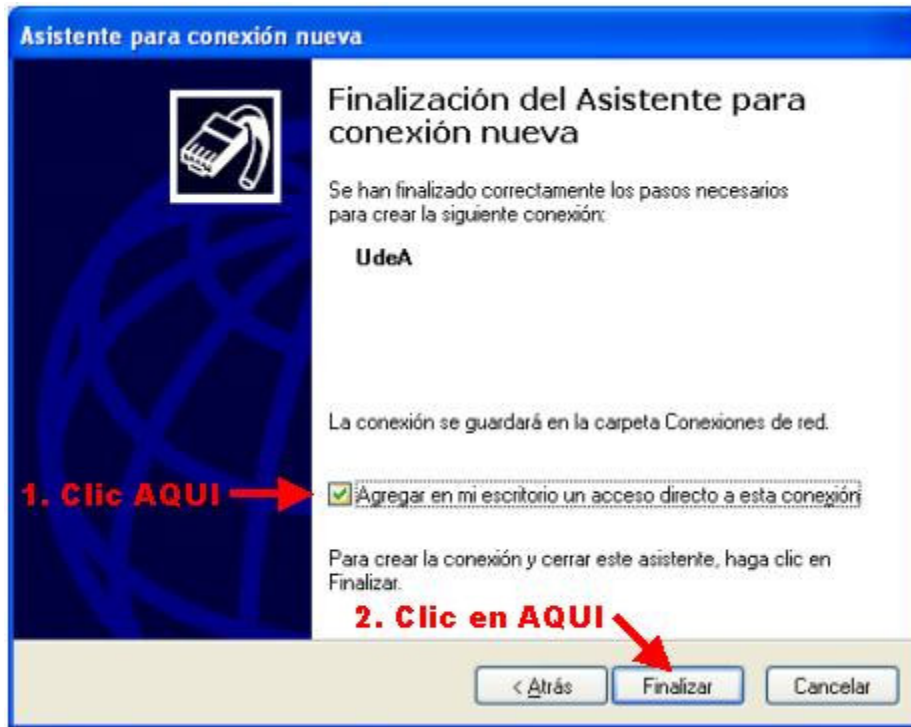 Asistente para conexión nueva
Finalización del Asistente para
conexión nueva
Se han finalizado correctamente los pasos necesarios
para crear la siguiente conexión:
UdeA
La conexión se guardará en la carpeta Conexiones de red.
1. Clic AQUI
Agregar en mi escritorio un acceso directo a esta conexión
Para crear la conexión y cerrar este asistente, haga clic en
Finalizar.
2. Clic en AQUI
< Atrás Finalizar Cancelar